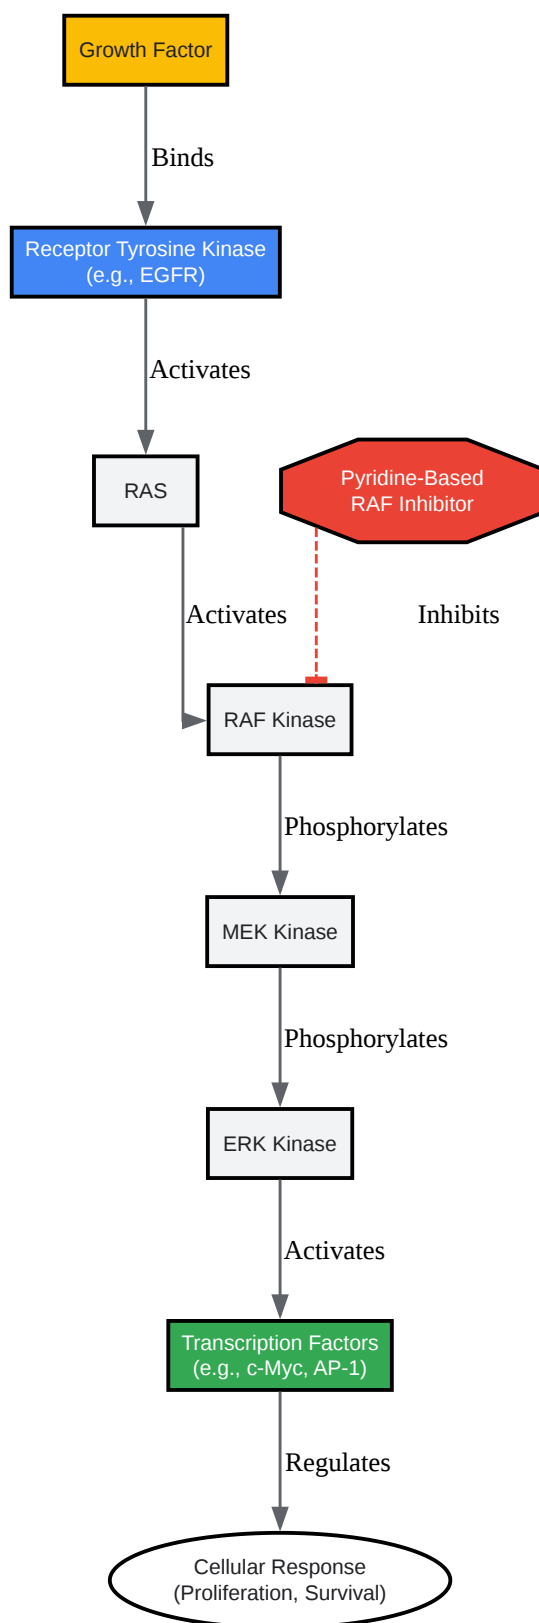 Growth Factor
Binds
Receptor Tyrosine Kinase
(e.g., EGFR)
Activates
RAS
Pyridine-Based
RAF Inhibitor
Activates
Inhibits
RAF Kinase
Phosphorylates
MEK Kinase
Phosphorylates
ERK Kinase
Activates
Transcription Factors
(e.g., c-Myc, AP-1)
Regulates
Cellular Response
(Proliferation, Survival)